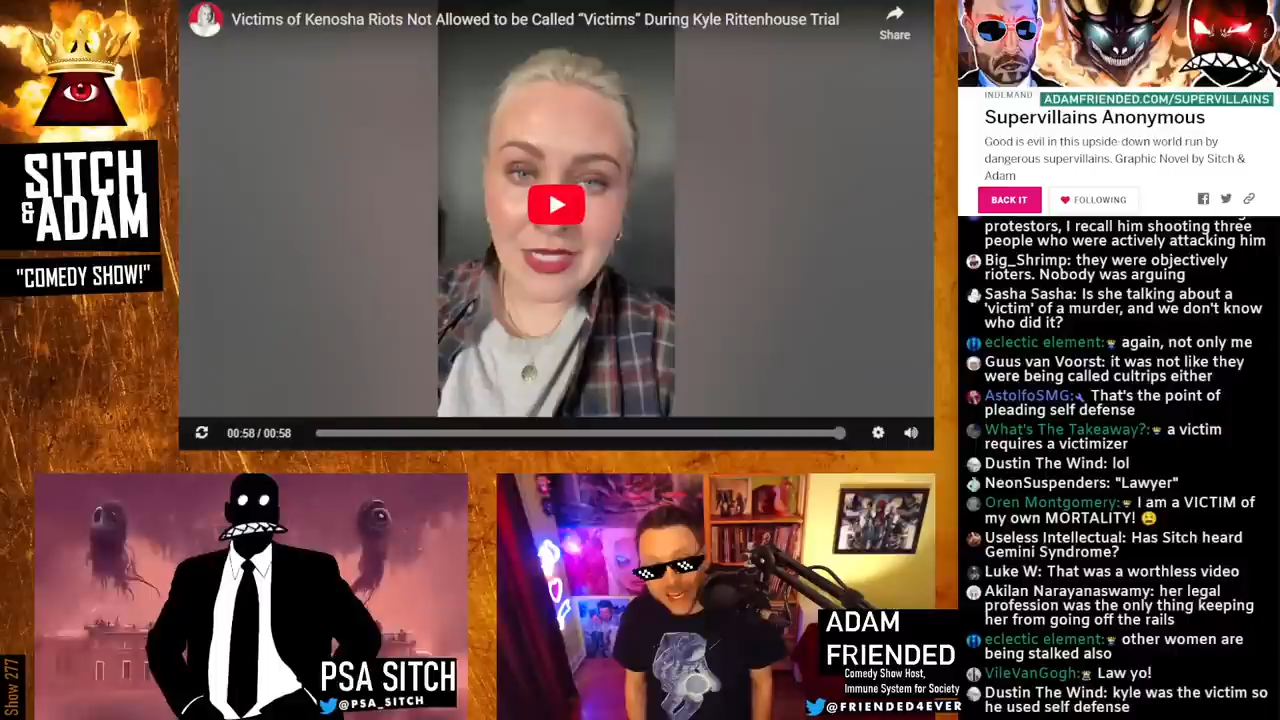 Victims of Kenosha Riots Not Allowed to be Called “Victims” During Kyle Rittenhouse Trial
Share
SITCH
& ADAM
"COMEDY SHOW!"
00:58 / 00:58
Show 277
PSA SITCH
@PSA_SITCH
ADAM
FRIENDED
Comedy Show Host,
Immune System for Society
@FRIENDED4EVER
INDEMAND
ADAMFRIENDED.COM/SUPERVILLAINS
Supervillains Anonymous
Good is evil in this upside-down world run by
dangerous supervillains. Graphic Novel by Sitch &
Adam
BACK IT
FOLLOWING
protestors, I recall him shooting three
people who were actively attacking him
Big_Shrimp: they were objectively
rioters. Nobody was arguing
Sasha Sasha: Is she talking about a
'victim' of a murder, and we don't know
who did it?
eclectic element: again, not only me
Guus van Voorst: it was not like they
were being called cultrips either
AstolfoSMG: That's the point of
pleading self defense
What's The Takeaway?: a victim
requires a victimizer
Dustin The Wind: lol
NeonSuspenders: "Lawyer"
Oren Montgomery: I am a VICTIM of
my own MORTALITY! 😩
Useless Intellectual: Has Sitch heard
Gemini Syndrome?
Luke W: That was a worthless video
Akilan Narayanaswamy: her legal
profession was the only thing keeping
her from going off the rails
eclectic element: other women are
being stalked also
VileVanGogh: Law yo!
Dustin The Wind: kyle was the victim so
he used self defense